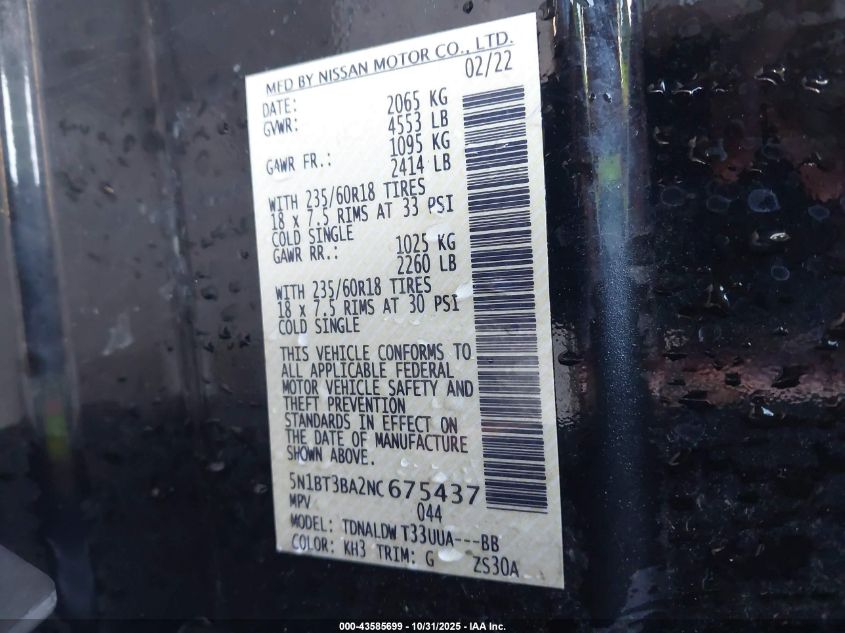 MFD BY NISSAN MOTOR CO., LTD.
DATE: 02/22
GVWR: 2065 KG
4553 LB
GAWR FR.: 1095 KG
2414 LB
WITH 235/60R18 TIRES
18 x 7.5 RIMS AT 33 PSI
COLD SINGLE
GAWR RR.: 1025 KG
2260 LB
WITH 235/60R18 TIRES
18 x 7.5 RIMS AT 30 PSI
COLD SINGLE
THIS VEHICLE CONFORMS TO
ALL APPLICABLE FEDERAL
MOTOR VEHICLE SAFETY AND
THEFT PREVENTION
STANDARDS IN EFFECT ON
THE DATE OF MANUFACTURE
SHOWN ABOVE.
5N1BT3BA2NC675437
MPV 044
MODEL: TDNALDW T33UUA---BB
COLOR: KH3 TRIM: G ZS30A
000-43585699 - 10/31/2025 - IAA Inc.